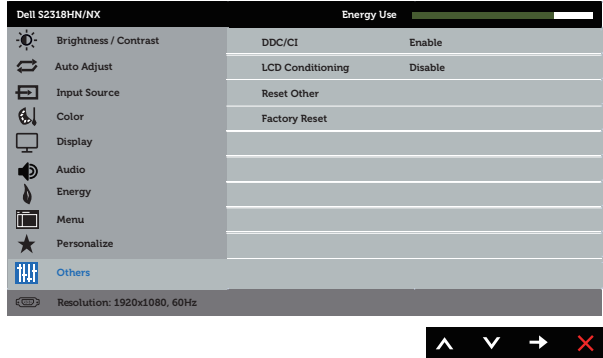 Dell S2318HN/NX Energy Use
Brightness / Contrast DDC/CI Enable
Auto Adjust LCD Conditioning Disable
Input Source Reset Other
Color Factory Reset
Display
Audio
Energy
Menu
Personalize
Others
Resolution: 1920x1080, 60Hz